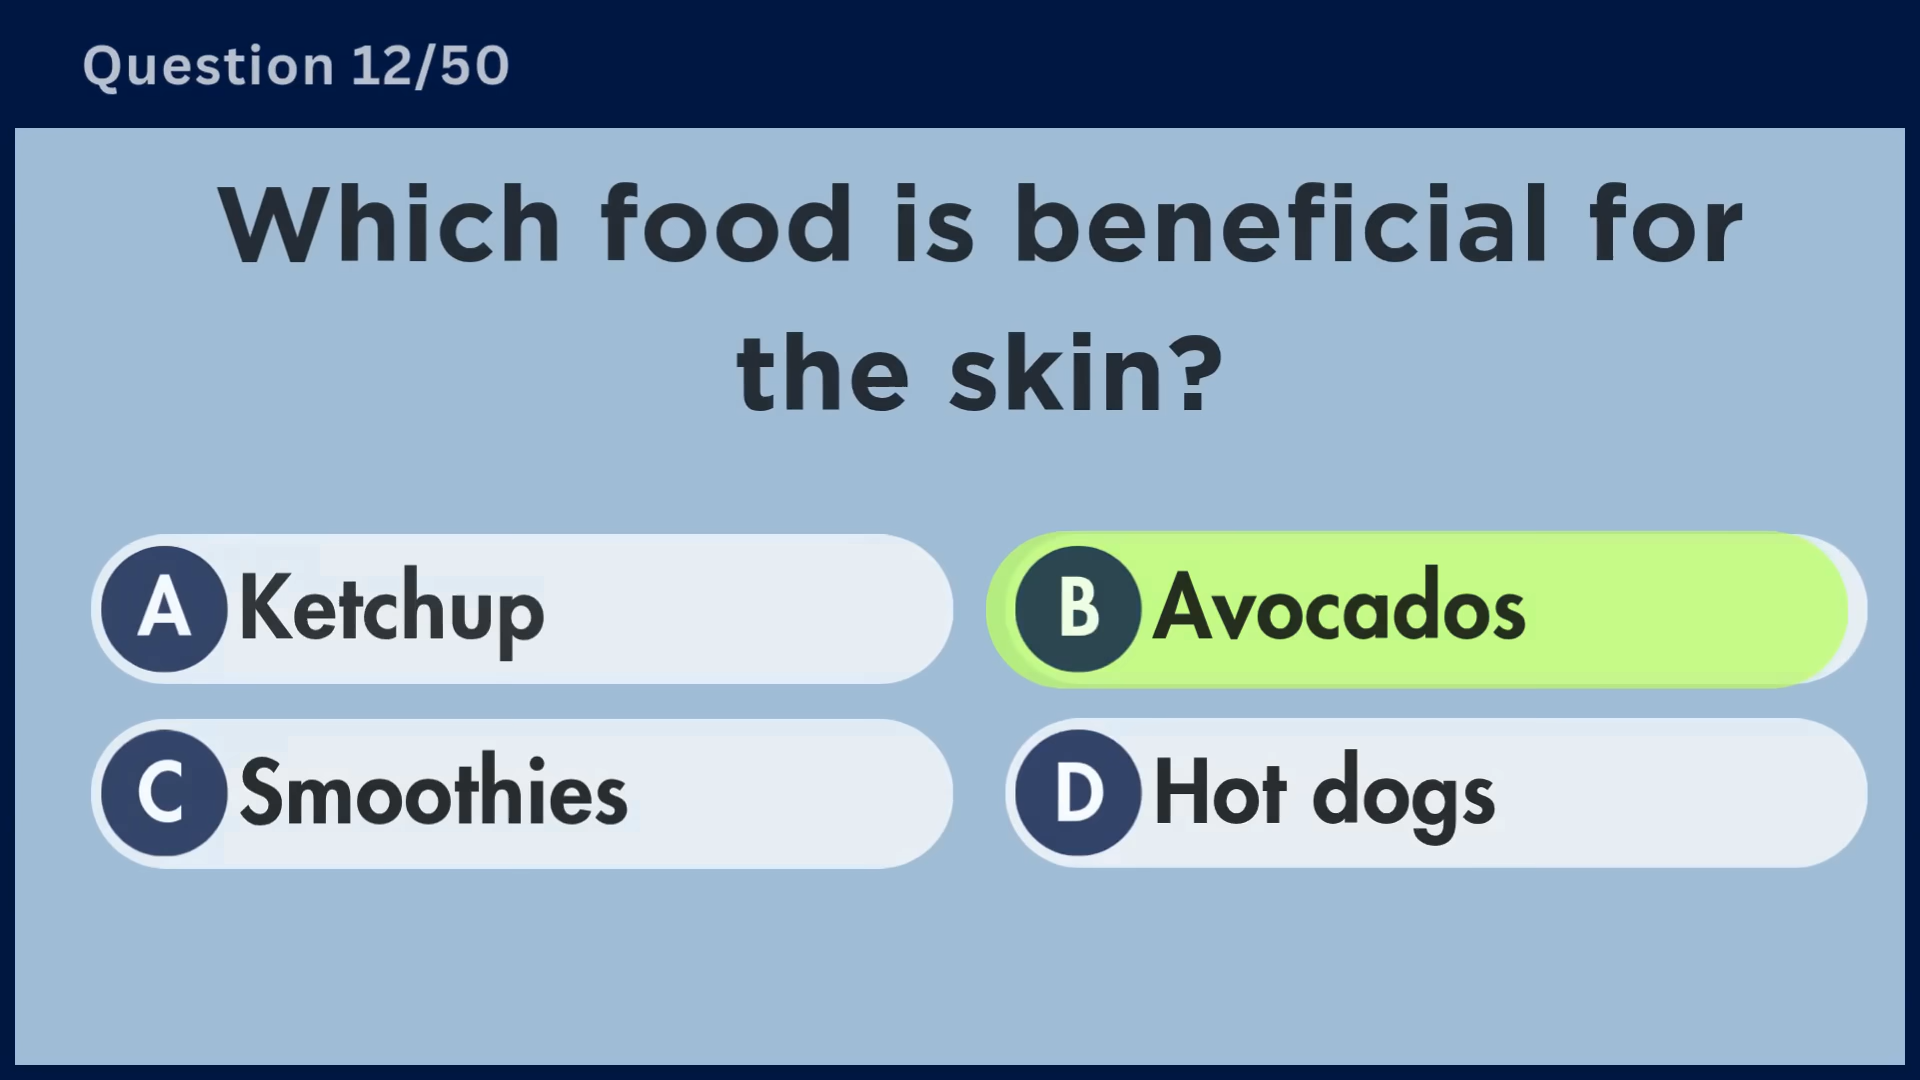 Question 12/50
Which food is beneficial for
the skin?
A Ketchup
B Avocados
C Smoothies
D Hot dogs